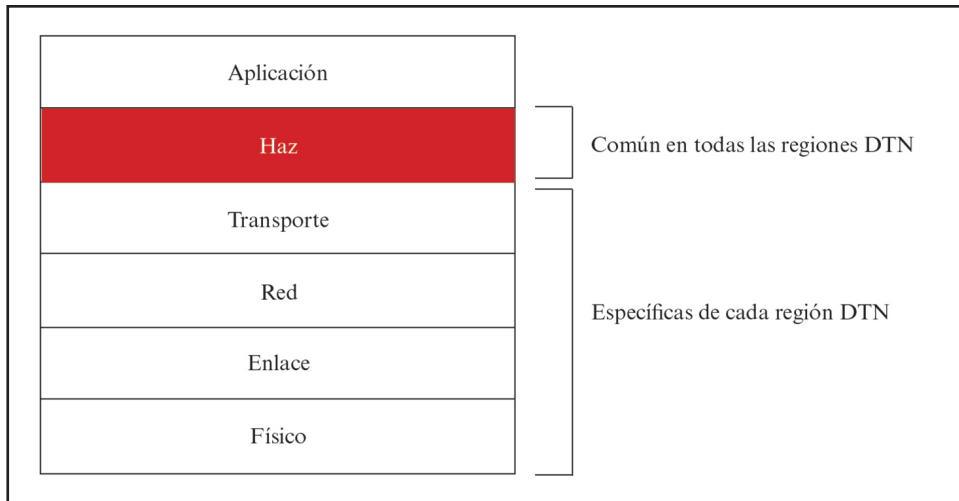 Aplicación
Haz
Común en todas las regiones DTN
Transporte
Red
Específicas de cada región DTN
Enlace
Físico